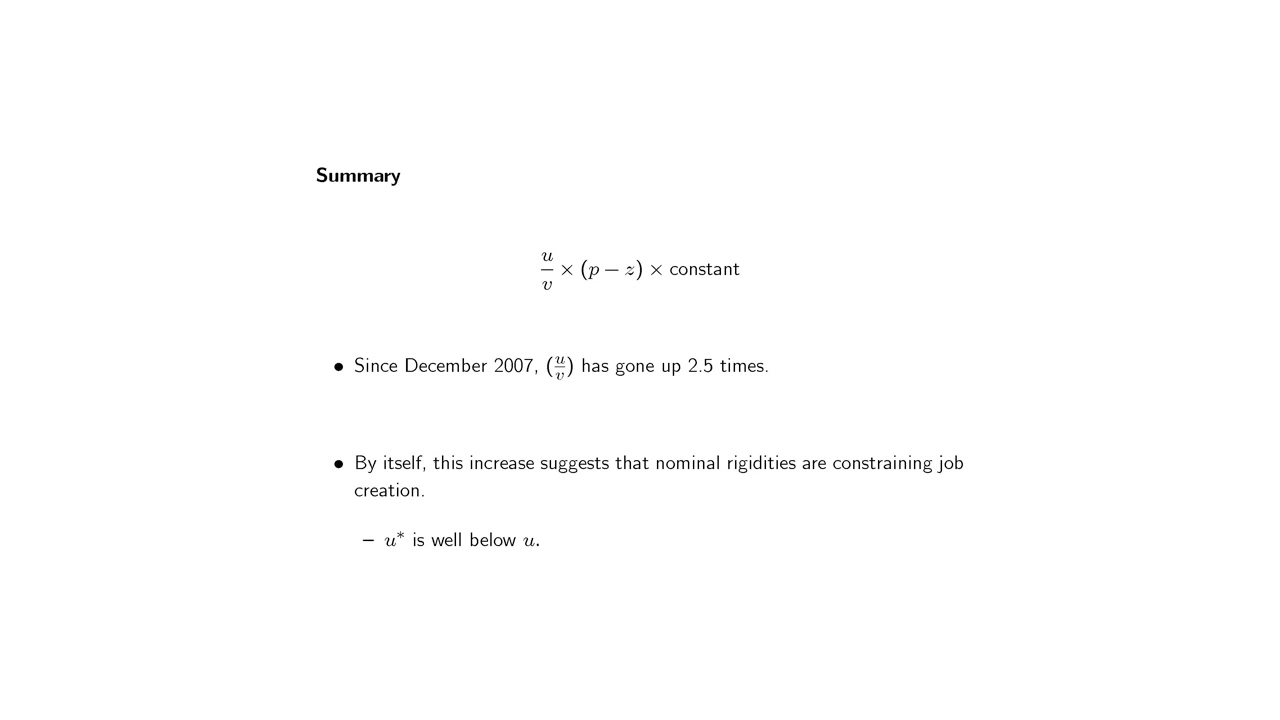 Summary
u/v × (p − z) × constant
• Since December 2007, (u/v) has gone up 2.5 times.
• By itself, this increase suggests that nominal rigidities are constraining job
creation.
– u* is well below u.